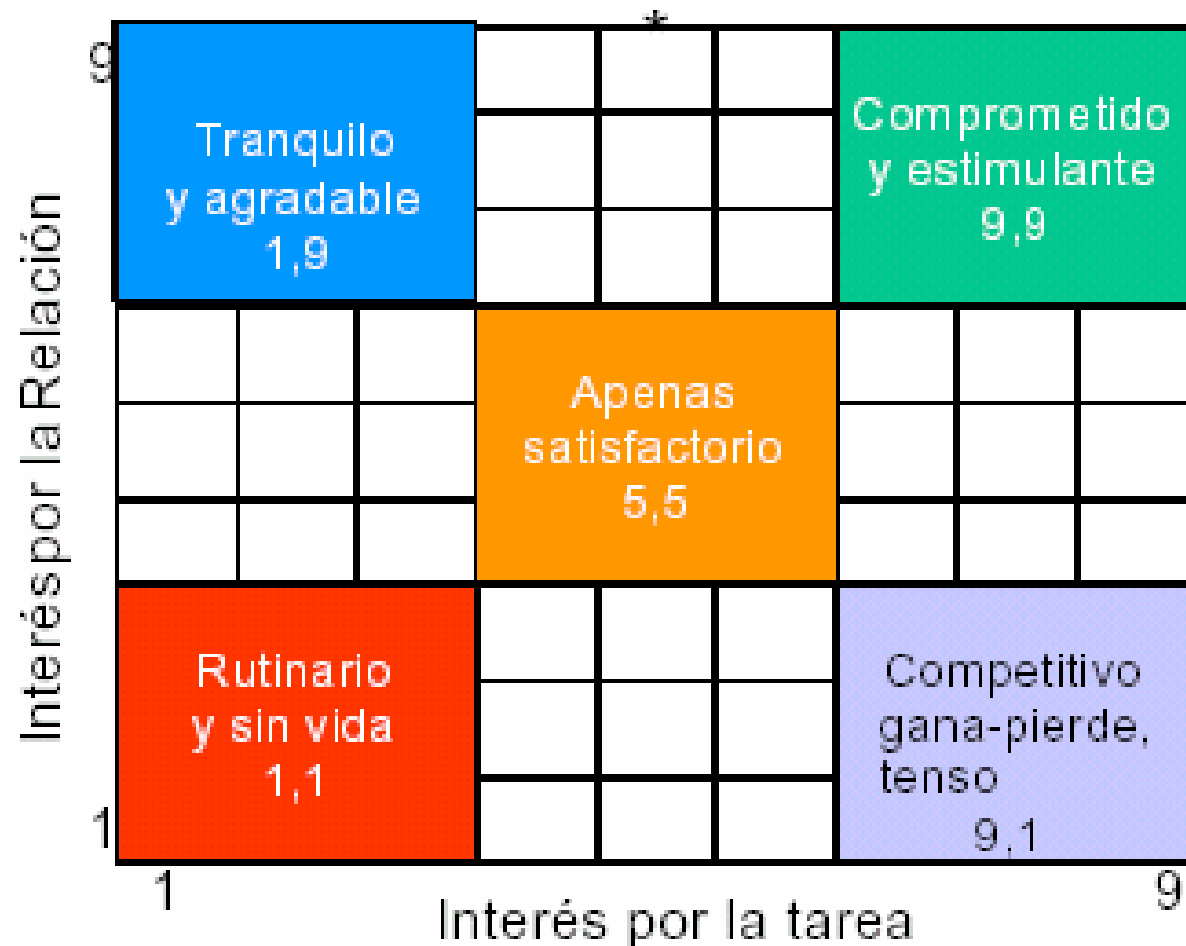 *
9
Tranquilo
y agradable
1,9
Comprometido
y estimulante
9,9
Interés por la Relación
Apenas
satisfactorio
5,5
Rutinario
y sin vida
1,1
Competitivo
gana-pierde,
tenso
9,1
1
1
9
Interés por la tarea